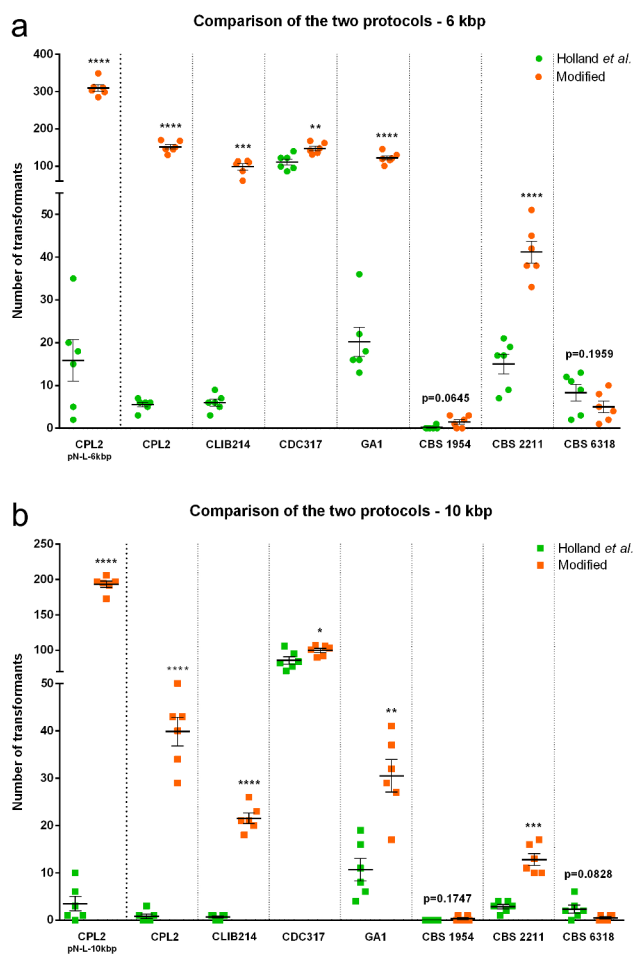 a
Comparison of the two protocols - 6 kbp
Holland et al.
Modified
Number of transformants
400
300
200
100
50
40
30
20
10
0
****
****
***
**
****
p=0.0645
****
p=0.1959
CPL2 CPL2 CLIB214 CDC317 GA1 CBS 1954 CBS 2211 CBS 6318
pN-L-6kbp
b
Comparison of the two protocols - 10 kbp
Holland et al.
Modified
Number of transformants
250
200
150
100
50
40
30
20
10
0
****
****
****
*
**
p=0.1747
***
p=0.0828
CPL2 CPL2 CLIB214 CDC317 GA1 CBS 1954 CBS 2211 CBS 6318
pN-L-10kbp